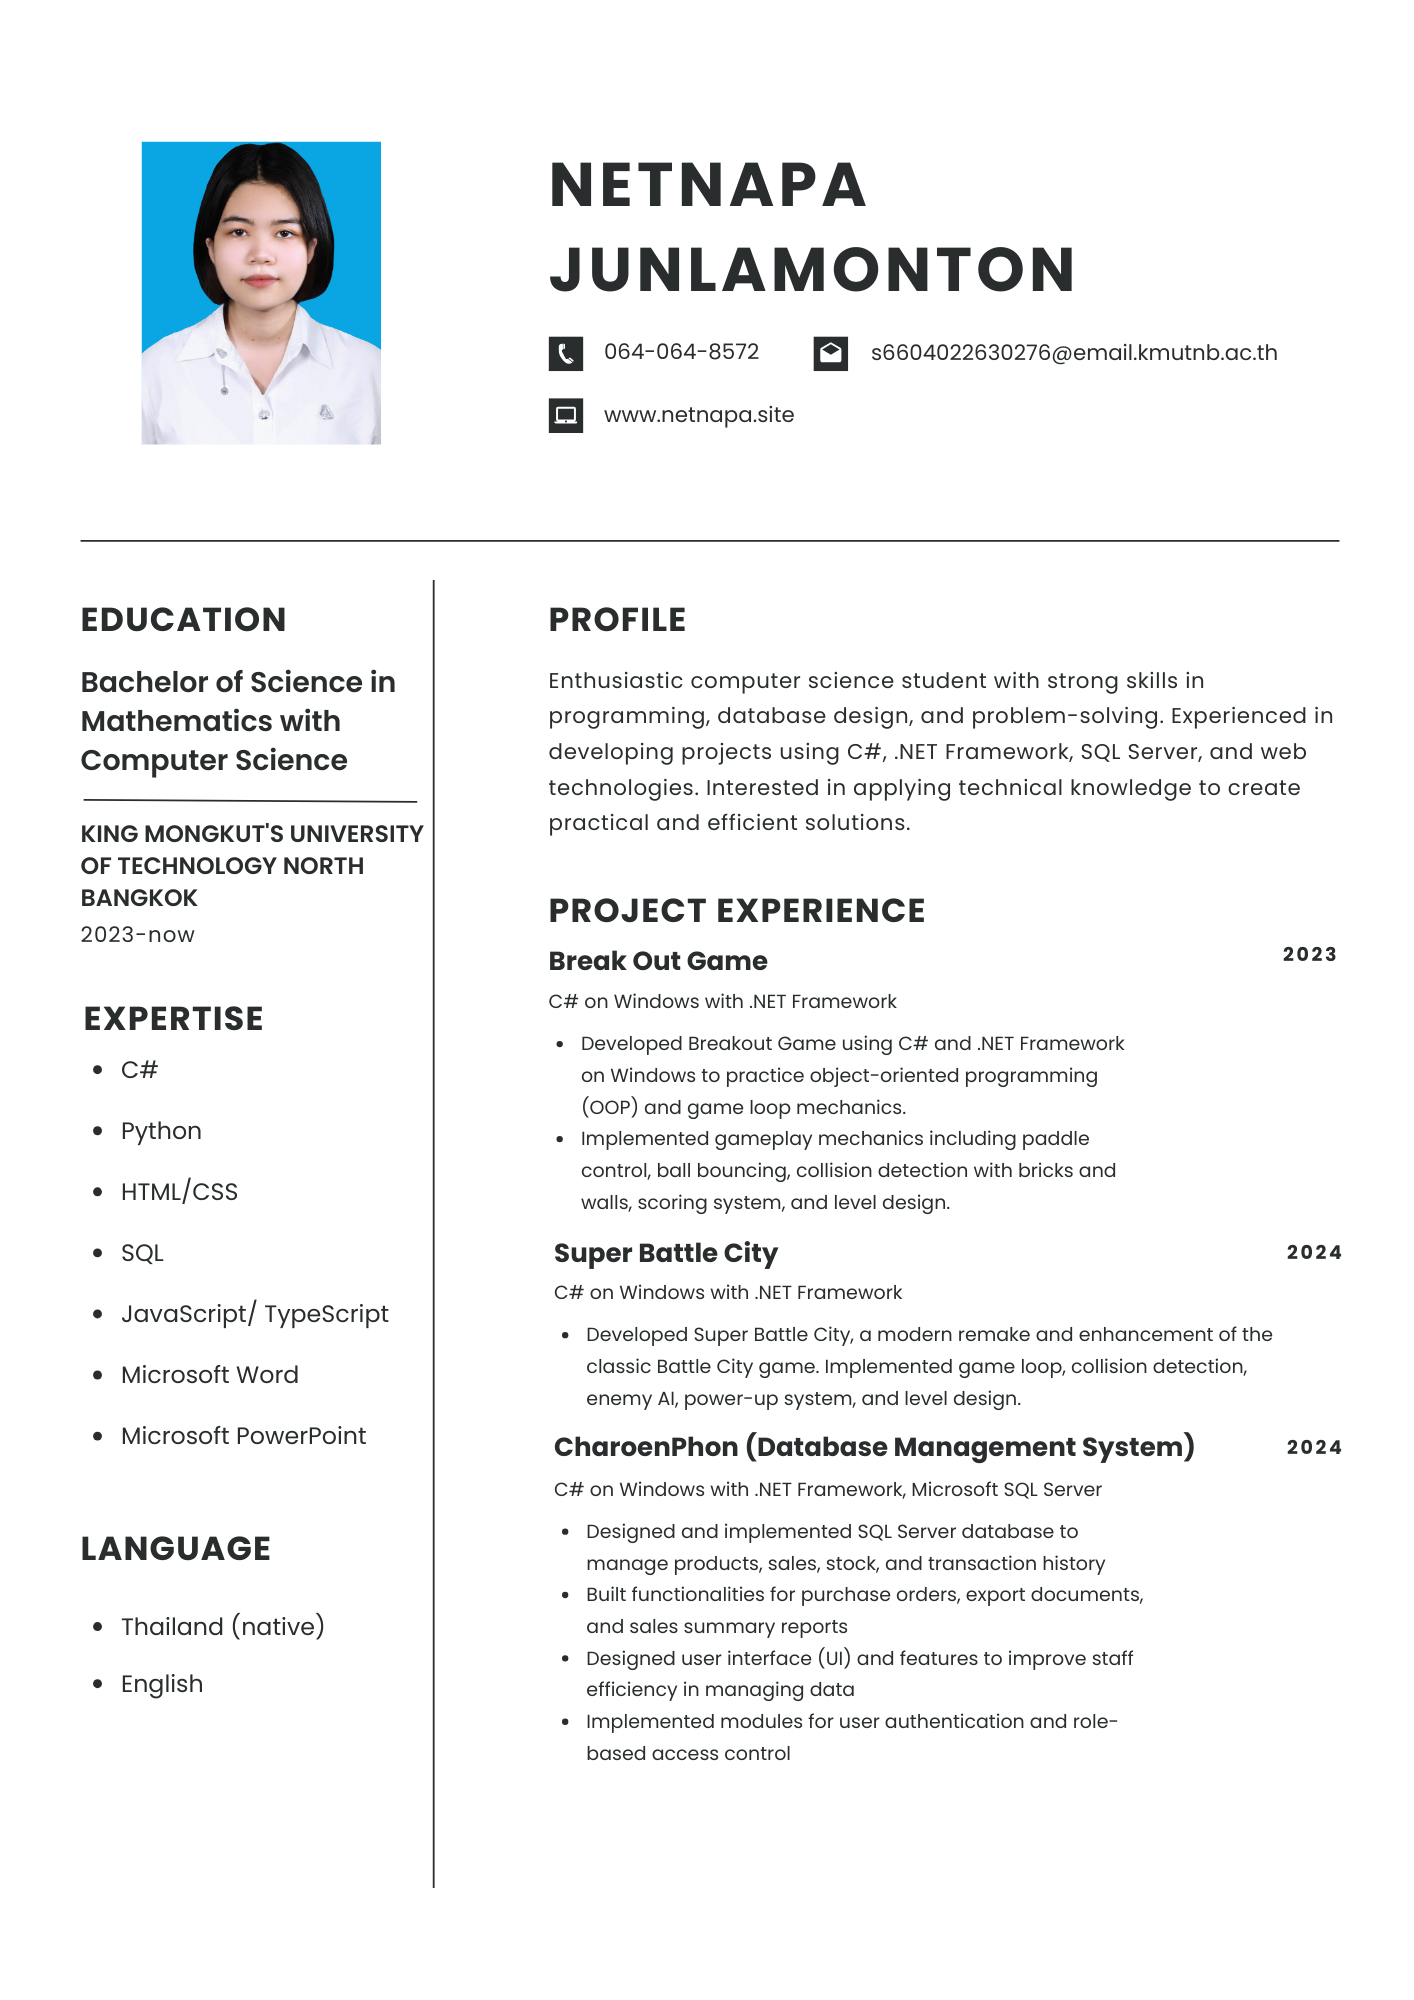 NETNAPA
JUNLAMONTON
064-064-8572
s6604022630276@email.kmutnb.ac.th
www.netnapa.site
EDUCATION
Bachelor of Science in
Mathematics with
Computer Science
KING MONGKUT'S UNIVERSITY
OF TECHNOLOGY NORTH
BANGKOK
2023-now
EXPERTISE
• C#
• Python
• HTML/CSS
• SQL
• JavaScript/ TypeScript
• Microsoft Word
• Microsoft PowerPoint
LANGUAGE
• Thailand (native)
• English
PROFILE
Enthusiastic computer science student with strong skills in
programming, database design, and problem-solving. Experienced in
developing projects using C#, .NET Framework, SQL Server, and web
technologies. Interested in applying technical knowledge to create
practical and efficient solutions.
PROJECT EXPERIENCE
Break Out Game
2023
C# on Windows with .NET Framework
• Developed Breakout Game using C# and .NET Framework
on Windows to practice object-oriented programming
(OOP) and game loop mechanics.
• Implemented gameplay mechanics including paddle
control, ball bouncing, collision detection with bricks and
walls, scoring system, and level design.
Super Battle City
2024
C# on Windows with .NET Framework
• Developed Super Battle City, a modern remake and enhancement of the
classic Battle City game. Implemented game loop, collision detection,
enemy AI, power-up system, and level design.
CharoenPhon (Database Management System)
2024
C# on Windows with .NET Framework, Microsoft SQL Server
• Designed and implemented SQL Server database to
manage products, sales, stock, and transaction history
• Built functionalities for purchase orders, export documents,
and sales summary reports
• Designed user interface (UI) and features to improve staff
efficiency in managing data
• Implemented modules for user authentication and role-
based access control